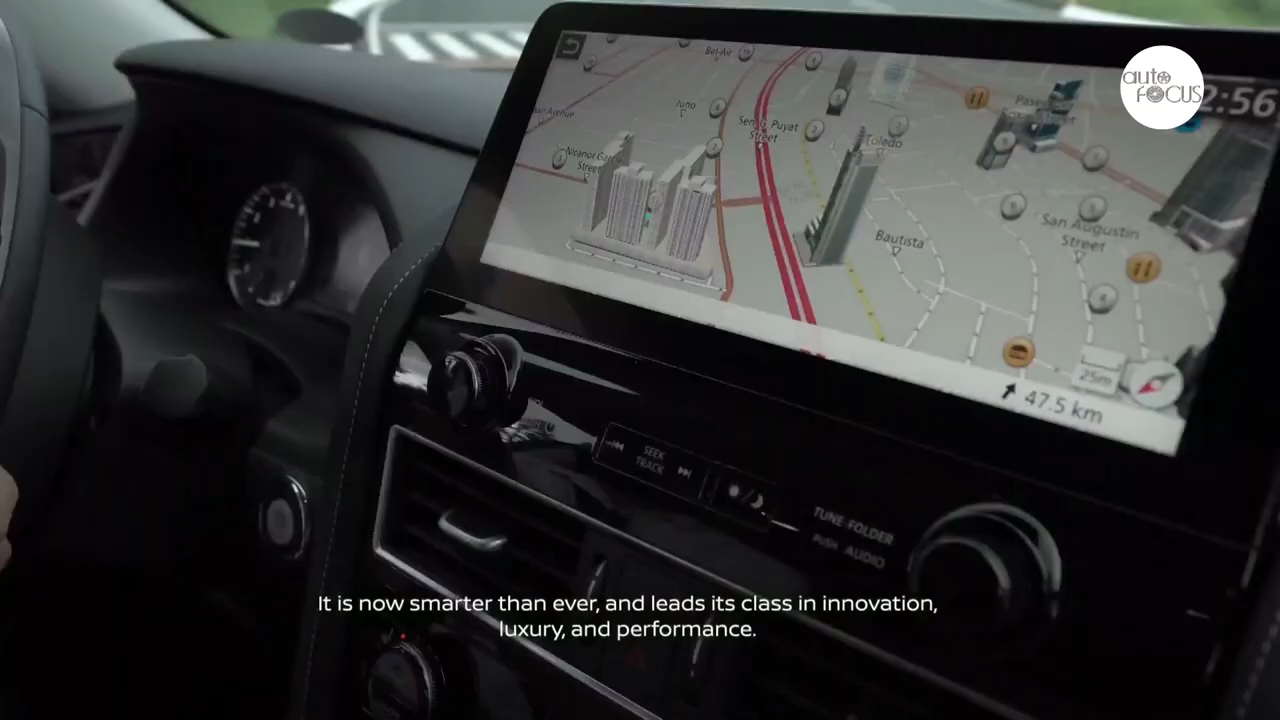 auto
FOCUS
2:56
Bel-Air
Juno
Sen. G. Puyat
Street
Toledo
Nicanor Garcia
Street
San Augustin
Street
Bautista
25m
47.5 km
SEEK
TRACK
TUNE·FOLDER
PUSH AUDIO
It is now smarter than ever, and leads its class in innovation,
luxury, and performance.